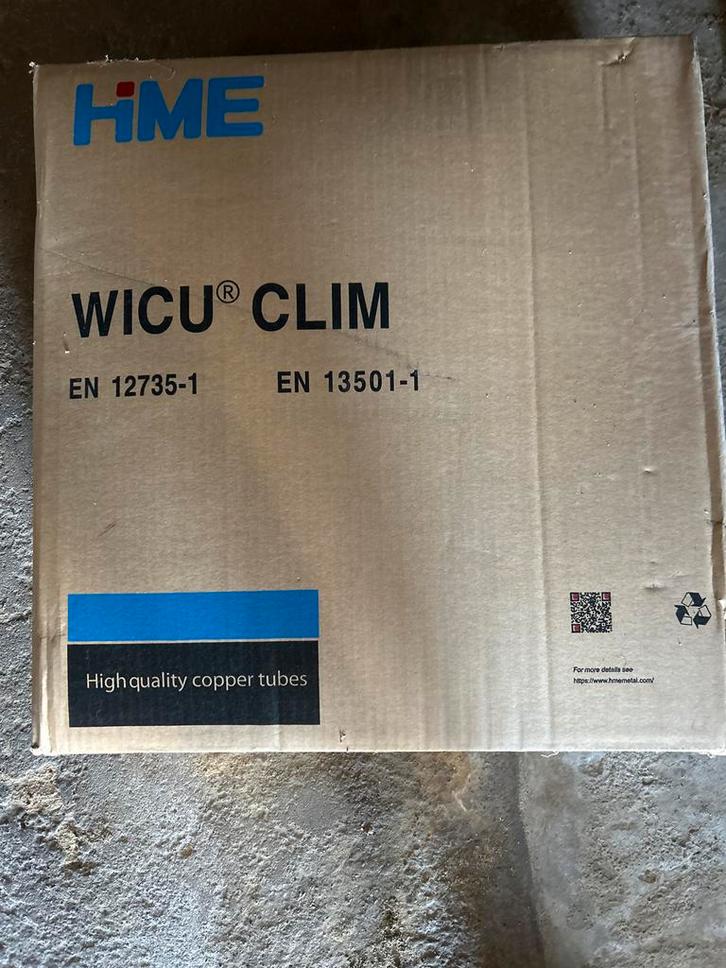 HME
WICU® CLIM
EN 12735-1 EN 13501-1
High quality copper tubes
For more details see
https://www.hmemetal.com/